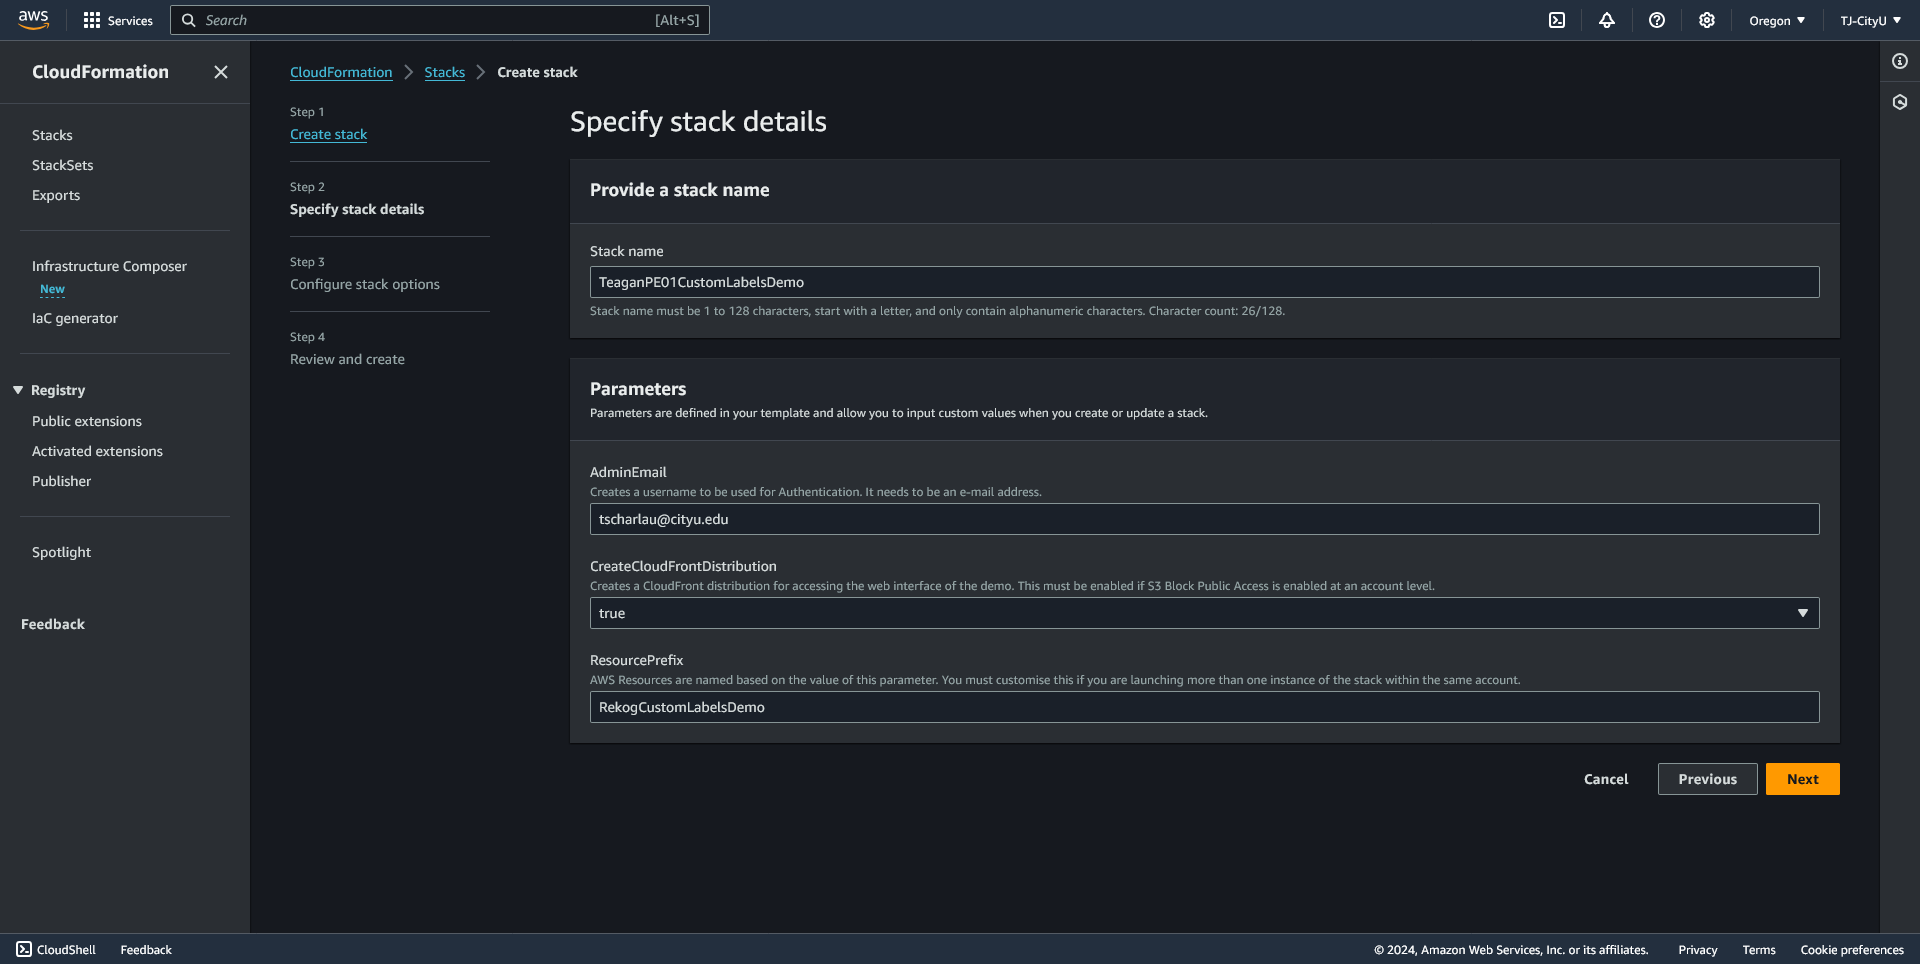 aws
Services
Search
[Alt+S]
Oregon
TJ-CityU
CloudFormation
Stacks
StackSets
Exports
Infrastructure Composer
New
IaC generator
Registry
Public extensions
Activated extensions
Publisher
Spotlight
Feedback
CloudFormation
Stacks
Create stack
Step 1
Create stack
Step 2
Specify stack details
Step 3
Configure stack options
Step 4
Review and create
Specify stack details
Provide a stack name
Stack name
TeaganPE01CustomLabelsDemo
Stack name must be 1 to 128 characters, start with a letter, and only contain alphanumeric characters. Character count: 26/128.
Parameters
Parameters are defined in your template and allow you to input custom values when you create or update a stack.
AdminEmail
Creates a username to be used for Authentication. It needs to be an e-mail address.
tscharlau@cityu.edu
CreateCloudFrontDistribution
Creates a CloudFront distribution for accessing the web interface of the demo. This must be enabled if S3 Block Public Access is enabled at an account level.
true
ResourcePrefix
AWS Resources are named based on the value of this parameter. You must customise this if you are launching more than one instance of the stack within the same account.
RekogCustomLabelsDemo
Cancel
Previous
Next
CloudShell
Feedback
© 2024, Amazon Web Services, Inc. or its affiliates.
Privacy
Terms
Cookie preferences